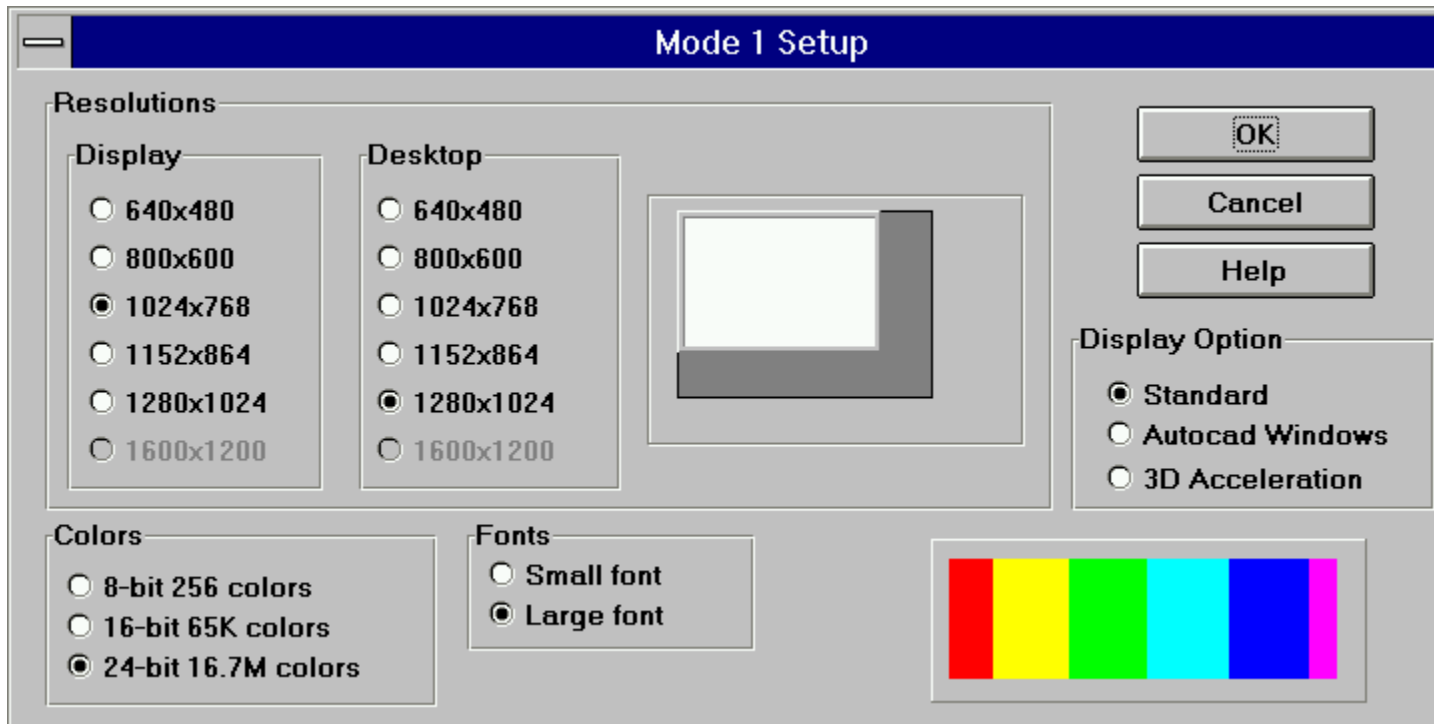 Mode 1 Setup
Resolutions
Display
640x480
800x600
1024x768
1152x864
1280x1024
1600x1200
Desktop
640x480
800x600
1024x768
1152x864
1280x1024
1600x1200
OK
Cancel
Help
Display Option
Standard
Autocad Windows
3D Acceleration
Colors
8-bit 256 colors
16-bit 65K colors
24-bit 16.7M colors
Fonts
Small font
Large font